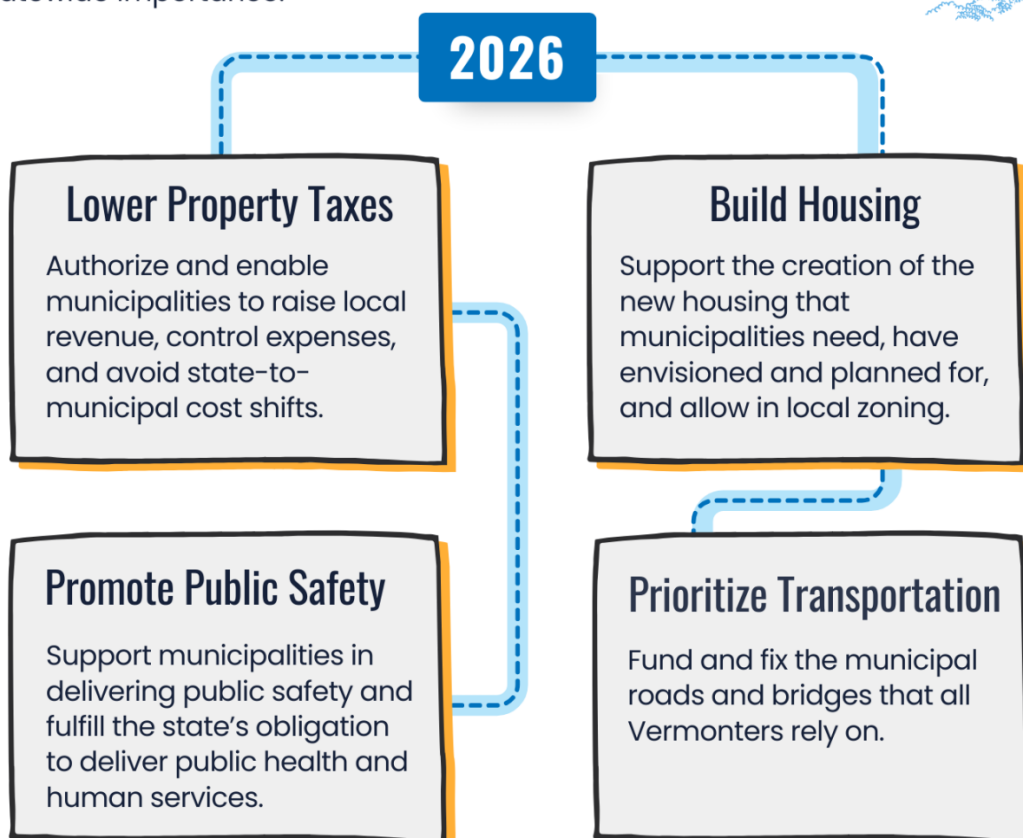 importance.
2026
Lower Property Taxes
Authorize and enable
municipalities to raise local
revenue, control expenses,
and avoid state-to-
municipal cost shifts.
Build Housing
Support the creation of the
new housing that
municipalities need, have
envisioned and planned for,
and allow in local zoning.
Promote Public Safety
Support municipalities in
delivering public safety and
fulfill the state’s obligation
to deliver public health and
human services.
Prioritize Transportation
Fund and fix the municipal
roads and bridges that all
Vermonters rely on.